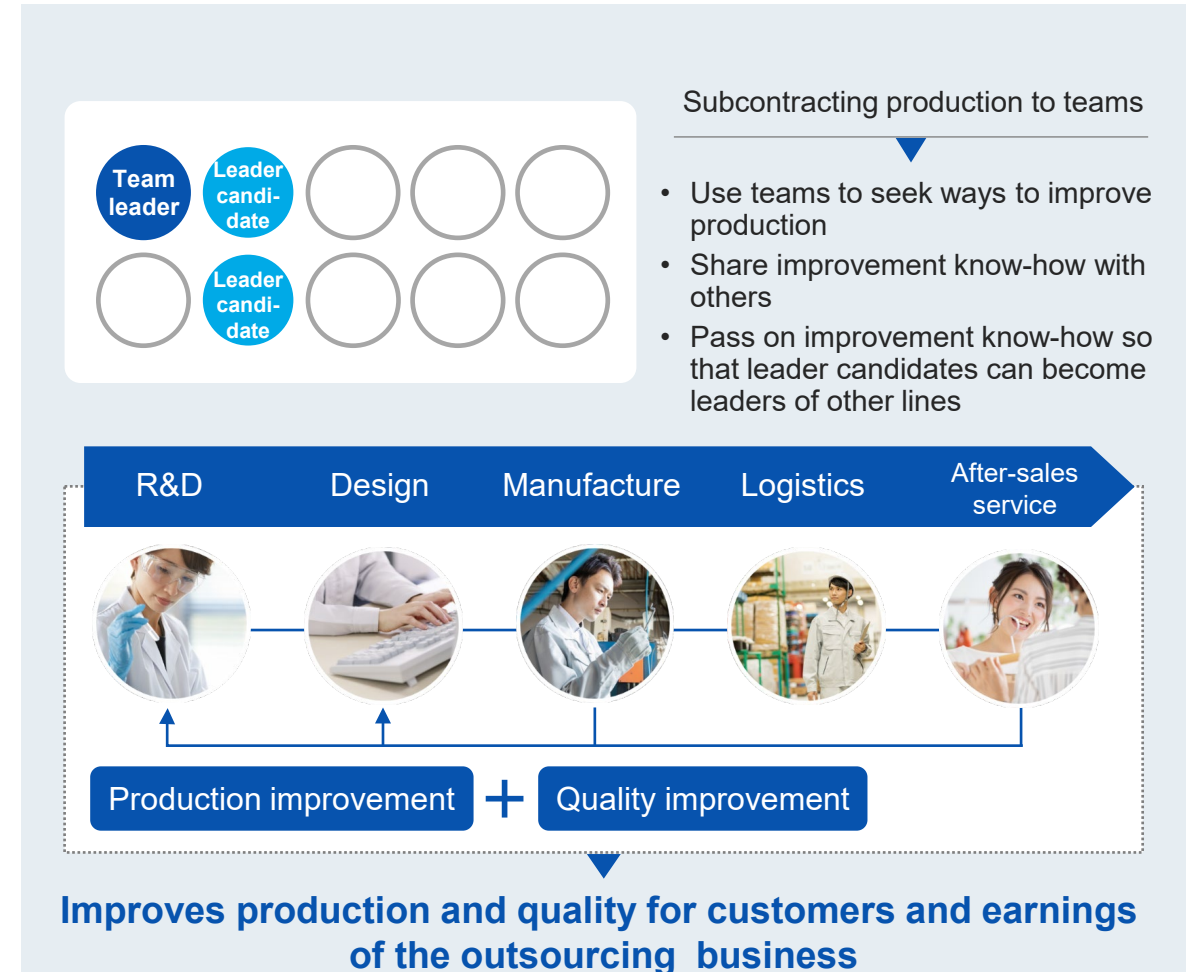 Subcontracting production to teams
Team
leader
Leader
candi-
date
Leader
candi-
date
• Use teams to seek ways to improve
production
• Share improvement know-how with
others
• Pass on improvement know-how so
that leader candidates can become
leaders of other lines
R&D
Design
Manufacture
Logistics
After-sales
service
Production improvement
+
Quality improvement
Improves production and quality for customers and earnings
of the outsourcing business